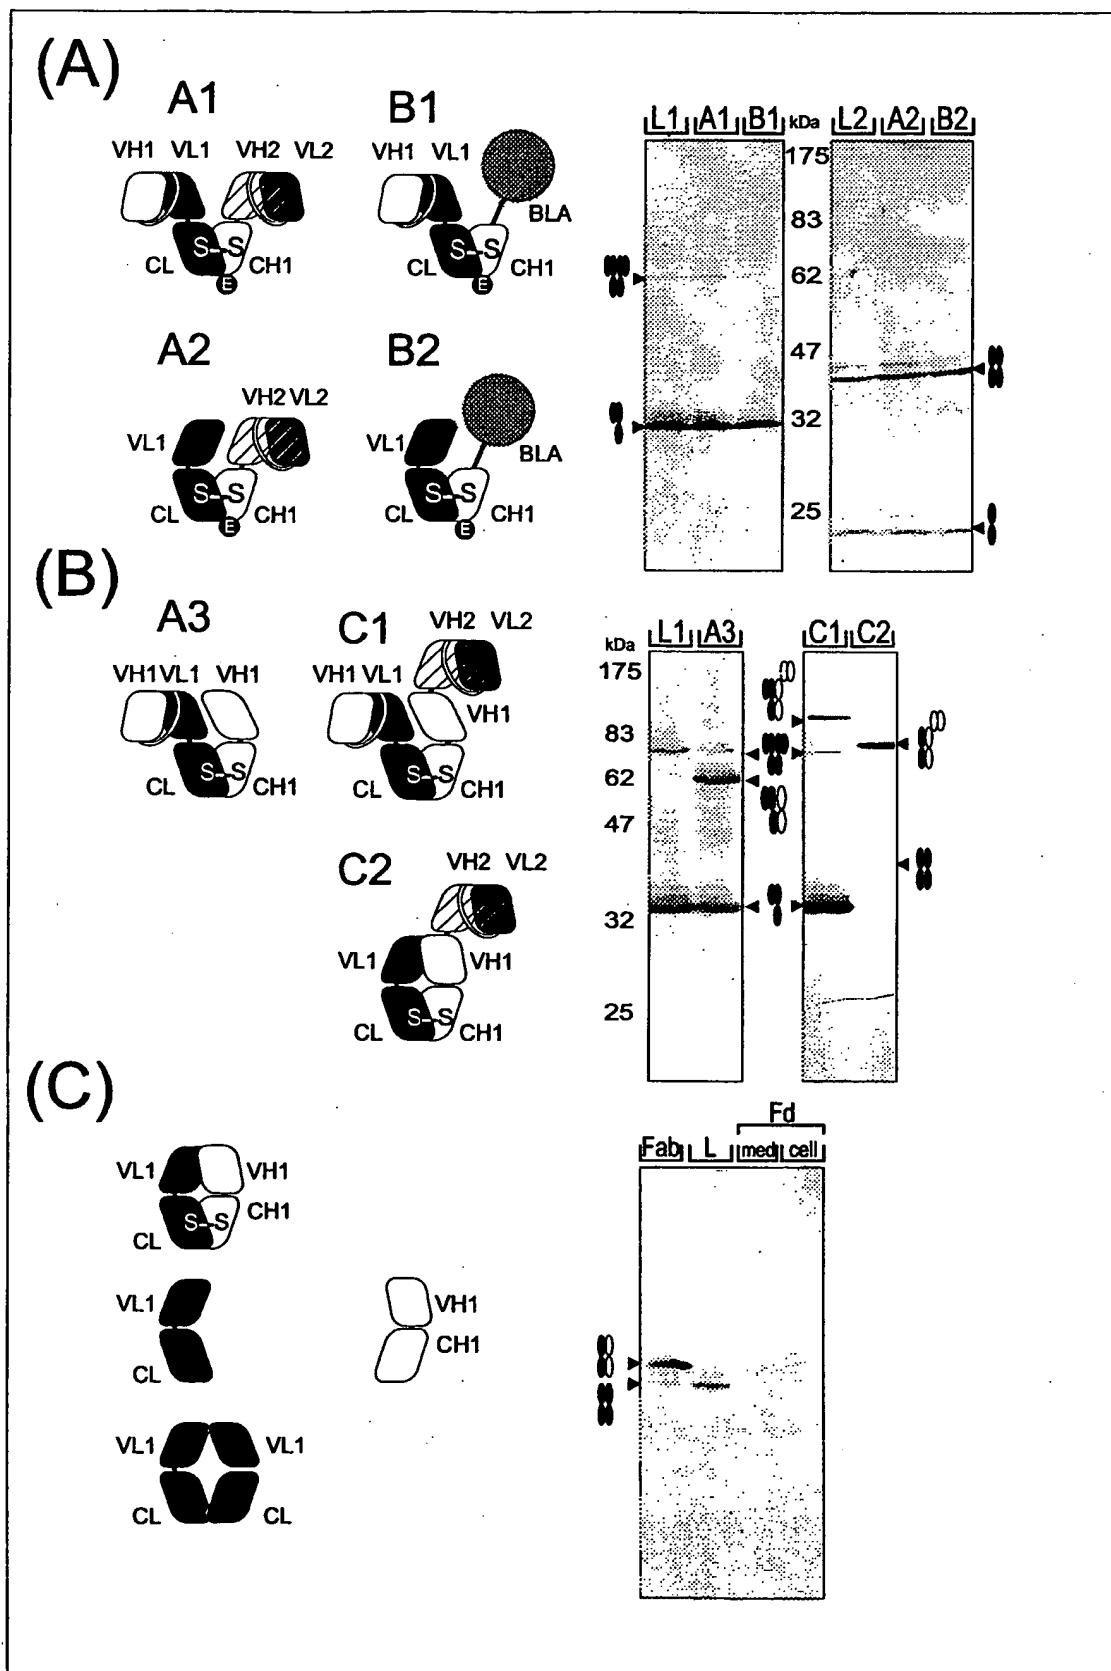 (A)
A1
B1
VH1 VL1 VH2 VL2
VH1 VL1
BLA
S-S
S-S
CL CH1
CL CH1
E
E
A2
B2
VH2 VL2
VL1
VL1
BLA
S-S
S-S
CL CH1
CL CH1
E
E
L1 A1 B1 kDa L2 A2 B2
175
83
62
47
32
25
(B)
A3
C1
VH2 VL2
VH1 VL1 VH1
VH1 VL1
VH1
S-S
S-S
CL CH1
CL CH1
C2
VH2 VL2
VL1 VH1
S-S
CL CH1
kDa L1 A3 C1 C2
175
83
62
47
32
25
(C)
VL1 VH1
S-S CH1
CL
VL1 VH1
CL CH1
VL1 VL1
CL CL
Fd
Fab L med cell